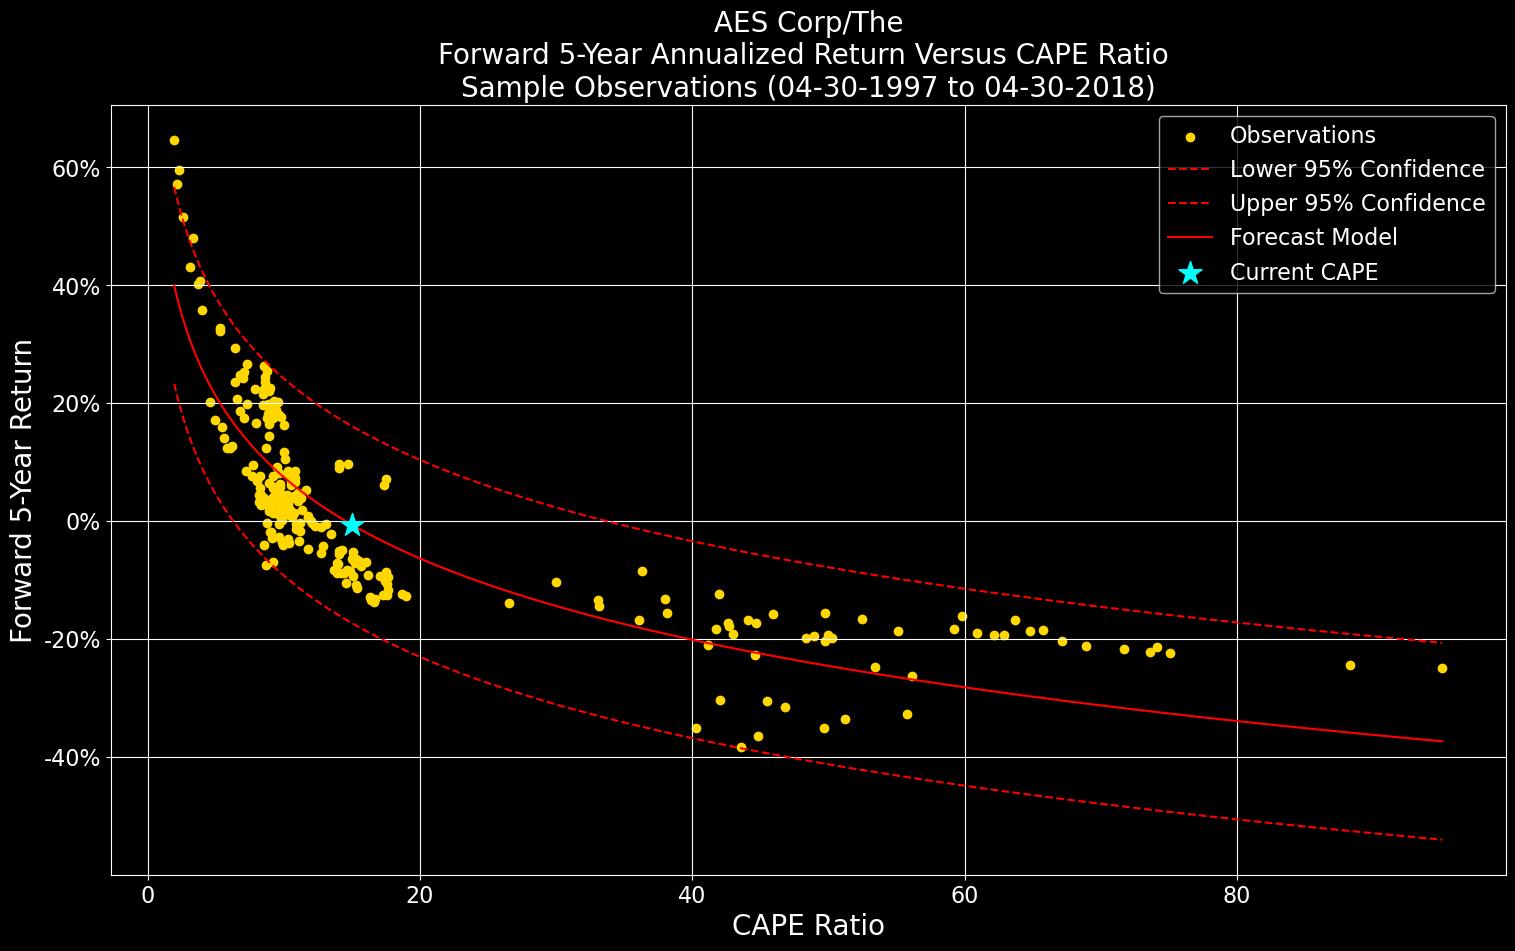 AES Corp/The
Forward 5-Year Annualized Return Versus CAPE Ratio
Sample Observations (04-30-1997 to 04-30-2018)
Observations
Lower 95% Confidence
Upper 95% Confidence
Forecast Model
Current CAPE
Forward 5-Year Return
60%
40%
20%
0%
-20%
-40%
0
20
40
60
80
CAPE Ratio